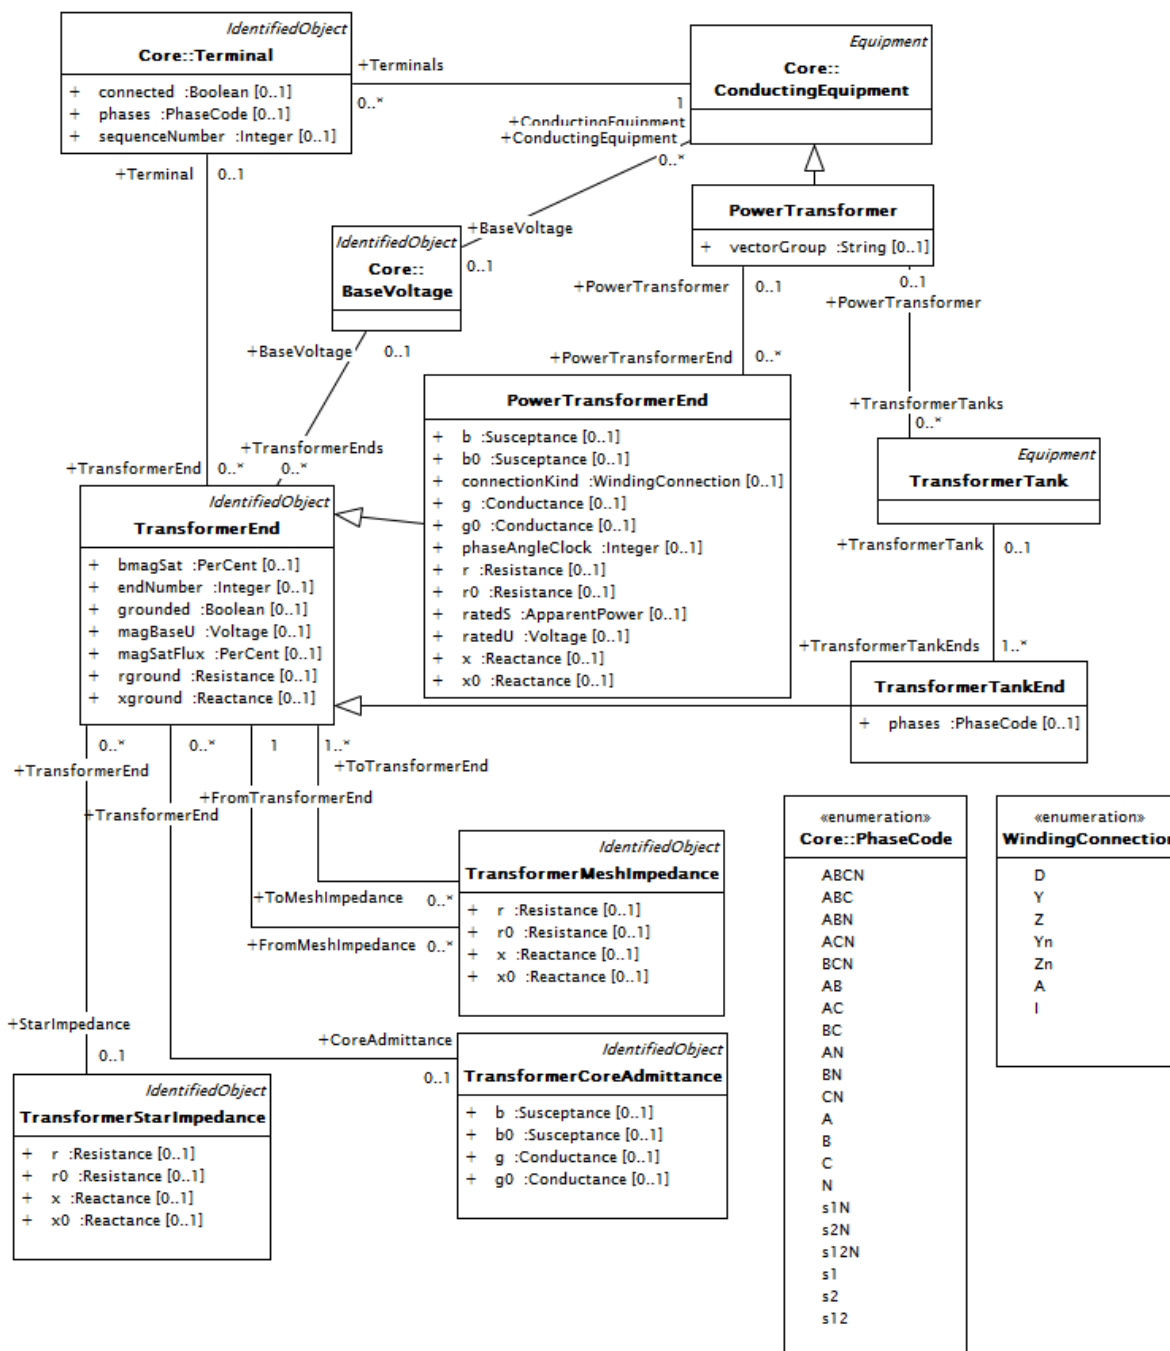 IdentifiedObject
Core::Terminal
+ connected :Boolean [0..1]
+ phases :PhaseCode [0..1]
+ sequenceNumber :Integer [0..1]
+Terminals
0..*
1
+ConductingEquipment
Equipment
Core::
ConductingEquipment
+ConductingEquipment
0..*
+Terminal
0..1
PowerTransformer
+ vectorGroup :String [0..1]
+BaseVoltage
0..1
IdentifiedObject
Core::
BaseVoltage
+PowerTransformer
0..1
0..1
+PowerTransformer
+BaseVoltage
0..1
+PowerTransformerEnd
0..*
PowerTransformerEnd
+ b :Susceptance [0..1]
+ b0 :Susceptance [0..1]
+ connectionKind :WindingConnection [0..1]
+ g :Conductance [0..1]
+ g0 :Conductance [0..1]
+ phaseAngleClock :Integer [0..1]
+ r :Resistance [0..1]
+ r0 :Resistance [0..1]
+ ratedS :ApparentPower [0..1]
+ ratedU :Voltage [0..1]
+ x :Reactance [0..1]
+ x0 :Reactance [0..1]
+TransformerTanks
0..*
Equipment
TransformerTank
+TransformerTank
0..1
+TransformerEnds
0..*
+TransformerEnd
0..*
IdentifiedObject
TransformerEnd
+ bmagSat :PerCent [0..1]
+ endNumber :Integer [0..1]
+ grounded :Boolean [0..1]
+ magBaseU :Voltage [0..1]
+ magSatFlux :PerCent [0..1]
+ rground :Resistance [0..1]
+ xground :Reactance [0..1]
+TransformerTankEnds
1..*
TransformerTankEnd
+ phases :PhaseCode [0..1]
0..*
+TransformerEnd
0..*
+TransformerEnd
1
+FromTransformerEnd
1..*
+ToTransformerEnd
IdentifiedObject
TransformerMeshImpedance
+ r :Resistance [0..1]
+ r0 :Resistance [0..1]
+ x :Reactance [0..1]
+ x0 :Reactance [0..1]
+ToMeshImpedance
0..*
+FromMeshImpedance
0..*
+StarImpedance
0..1
+CoreAdmittance
0..1
IdentifiedObject
TransformerStarImpedance
+ r :Resistance [0..1]
+ r0 :Resistance [0..1]
+ x :Reactance [0..1]
+ x0 :Reactance [0..1]
IdentifiedObject
TransformerCoreAdmittance
+ b :Susceptance [0..1]
+ b0 :Susceptance [0..1]
+ g :Conductance [0..1]
+ g0 :Conductance [0..1]
«enumeration»
Core::PhaseCode
ABCN
ABC
ABN
ACN
BCN
AB
AC
BC
AN
BN
CN
A
B
C
N
s1N
s2N
s12N
s1
s2
s12
«enumeration»
WindingConnection
D
Y
Z
Yn
Zn
A
I